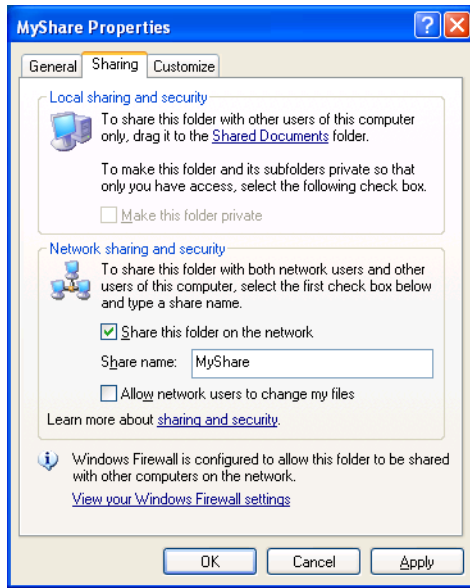 MyShare Properties
General Sharing Customize
Local sharing and security
To share this folder with other users of this computer
only, drag it to the Shared Documents folder.
To make this folder and its subfolders private so that
only you have access, select the following check box.
Make this folder private
Network sharing and security
To share this folder with both network users and other
users of this computer, select the first check box below
and type a share name.
Share this folder on the network
Share name: MyShare
Allow network users to change my files
Learn more about sharing and security.
Windows Firewall is configured to allow this folder to be shared
with other computers on the network.
View your Windows Firewall settings
OK Cancel Apply